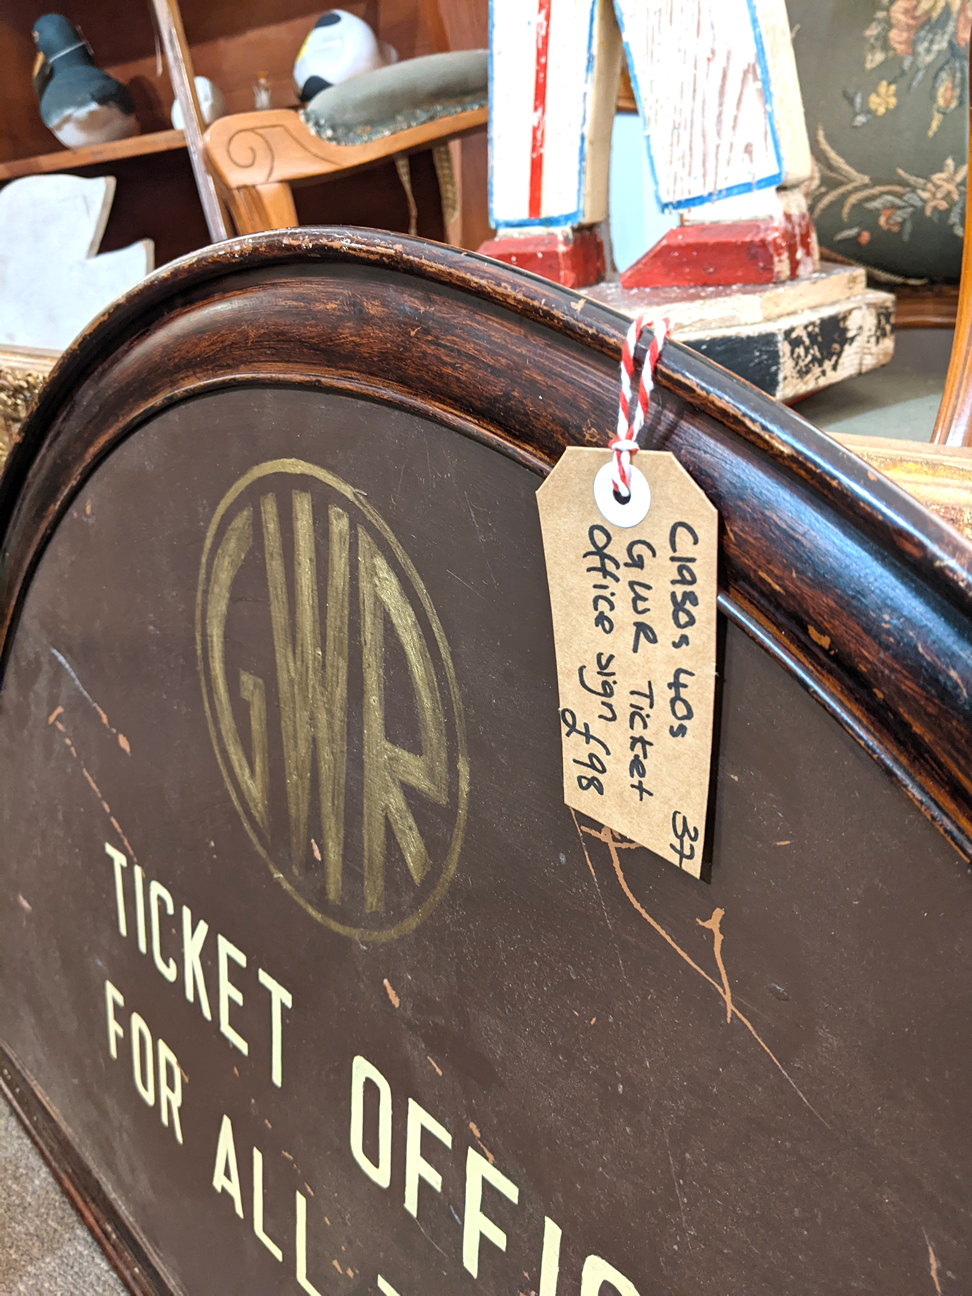 GWR
TICKET OFFIC
FOR ALL
C1930s 40s
GWR Ticket
office sign £98
37